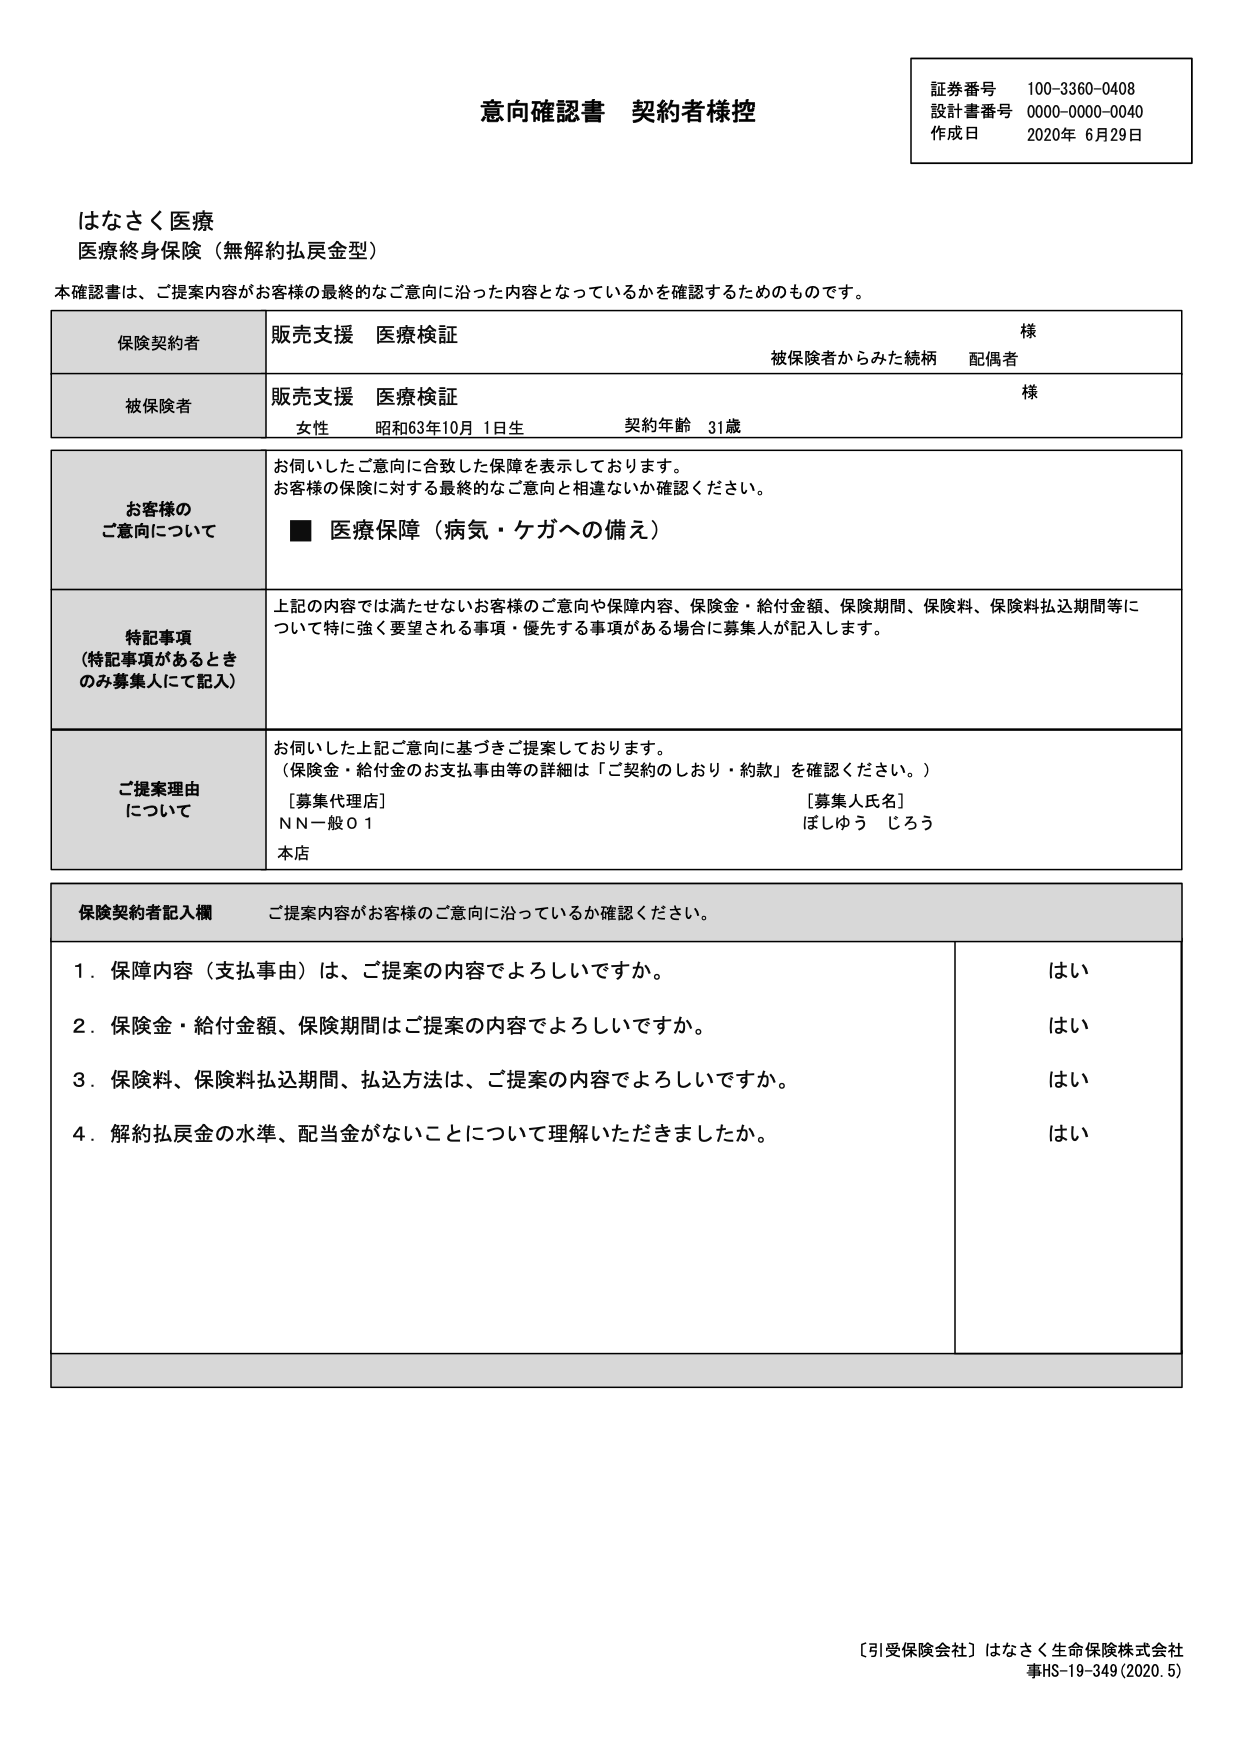 意向確認書　契約者様控
証券番号　100-3360-0408
設計書番号　0000-0000-0040
作成日　2020年 6月29日
はなさく医療
医療終身保険（無解約払戻金型）
本確認書は、ご提案内容がお客様の最終的なご意向に沿った内容となっているかを確認するためのものです。
保険契約者
販売支援　医療検証　様
被保険者からみた続柄　配偶者
被保険者
販売支援　医療検証　様
女性　昭和63年10月 1日生　契約年齢　31歳
お客様の
ご意向について
お伺いしたご意向に合致した保障を表示しております。
お客様の保険に対する最終的なご意向と相違ないか確認ください。
■　医療保障（病気・ケガへの備え）
特記事項
（特記事項があるとき
のみ募集人にて記入）
上記の内容では満たせないお客様のご意向や保障内容、保険金・給付金額、保険期間、保険料、保険料払込期間等に
ついて特に強く要望される事項・優先する事項がある場合に募集人が記入します。
ご提案理由
について
お伺いした上記ご意向に基づきご提案しております。
（保険金・給付金のお支払事由等の詳細は「ご契約のしおり・約款」を確認ください。）
［募集代理店］　［募集人氏名］
ＮＮ一般０１　ぼしゆう　じろう
本店
保険契約者記入欄　ご提案内容がお客様のご意向に沿っているか確認ください。
１．保障内容（支払事由）は、ご提案の内容でよろしいですか。　はい
２．保険金・給付金額、保険期間はご提案の内容でよろしいですか。　はい
３．保険料、保険料払込期間、払込方法は、ご提案の内容でよろしいですか。　はい
４．解約払戻金の水準、配当金がないことについて理解いただきましたか。　はい
〔引受保険会社〕はなさく生命保険株式会社
事HS-19-349(2020.5)